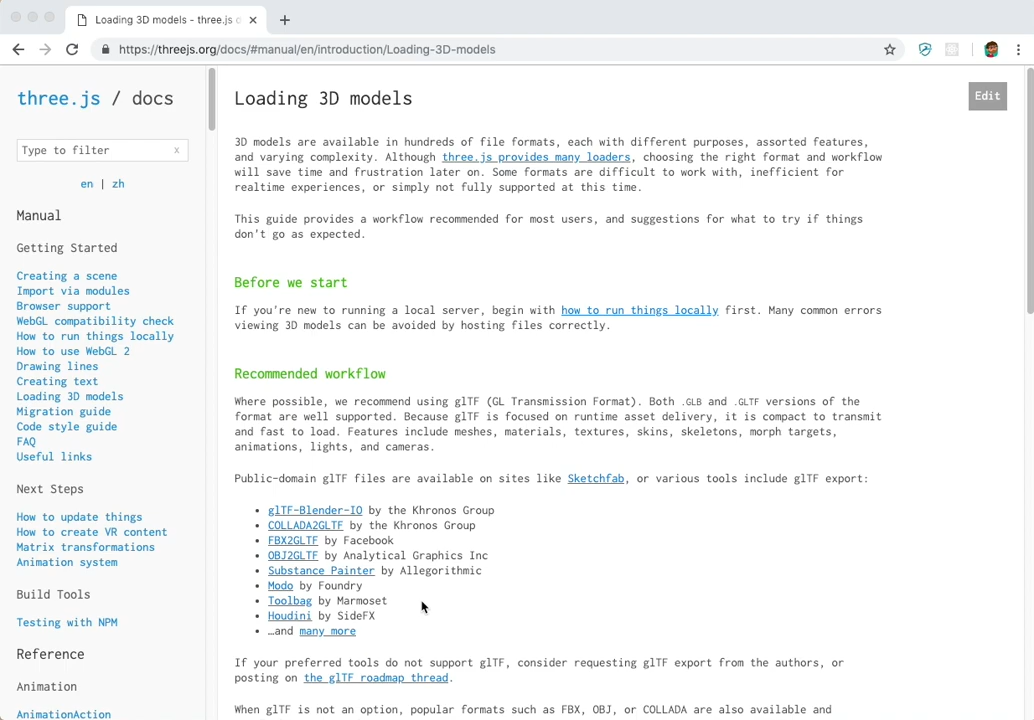 Loading 3D models - three.js d
https://threejs.org/docs/#manual/en/introduction/Loading-3D-models
three.js / docs
Type to filter x
en | zh
Manual
Getting Started
Creating a scene
Import via modules
Browser support
WebGL compatibility check
How to run things locally
How to use WebGL 2
Drawing lines
Creating text
Loading 3D models
Migration guide
Code style guide
FAQ
Useful links
Next Steps
How to update things
How to create VR content
Matrix transformations
Animation system
Build Tools
Testing with NPM
Reference
Animation
AnimationAction
Loading 3D models
Edit
3D models are available in hundreds of file formats, each with different purposes, assorted features,
and varying complexity. Although three.js provides many loaders, choosing the right format and workflow
will save time and frustration later on. Some formats are difficult to work with, inefficient for
realtime experiences, or simply not fully supported at this time.
This guide provides a workflow recommended for most users, and suggestions for what to try if things
don't go as expected.
Before we start
If you're new to running a local server, begin with how to run things locally first. Many common errors
viewing 3D models can be avoided by hosting files correctly.
Recommended workflow
Where possible, we recommend using glTF (GL Transmission Format). Both .GLB and .GLTF versions of the
format are well supported. Because glTF is focused on runtime asset delivery, it is compact to transmit
and fast to load. Features include meshes, materials, textures, skins, skeletons, morph targets,
animations, lights, and cameras.
Public-domain glTF files are available on sites like Sketchfab, or various tools include glTF export:
• glTF-Blender-IO by the Khronos Group
• COLLADA2GLTF by the Khronos Group
• FBX2GLTF by Facebook
• OBJ2GLTF by Analytical Graphics Inc
• Substance Painter by Allegorithmic
• Modo by Foundry
• Toolbag by Marmoset
• Houdini by SideFX
• …and many more
If your preferred tools do not support glTF, consider requesting glTF export from the authors, or
posting on the glTF roadmap thread.
When glTF is not an option, popular formats such as FBX, OBJ, or COLLADA are also available and